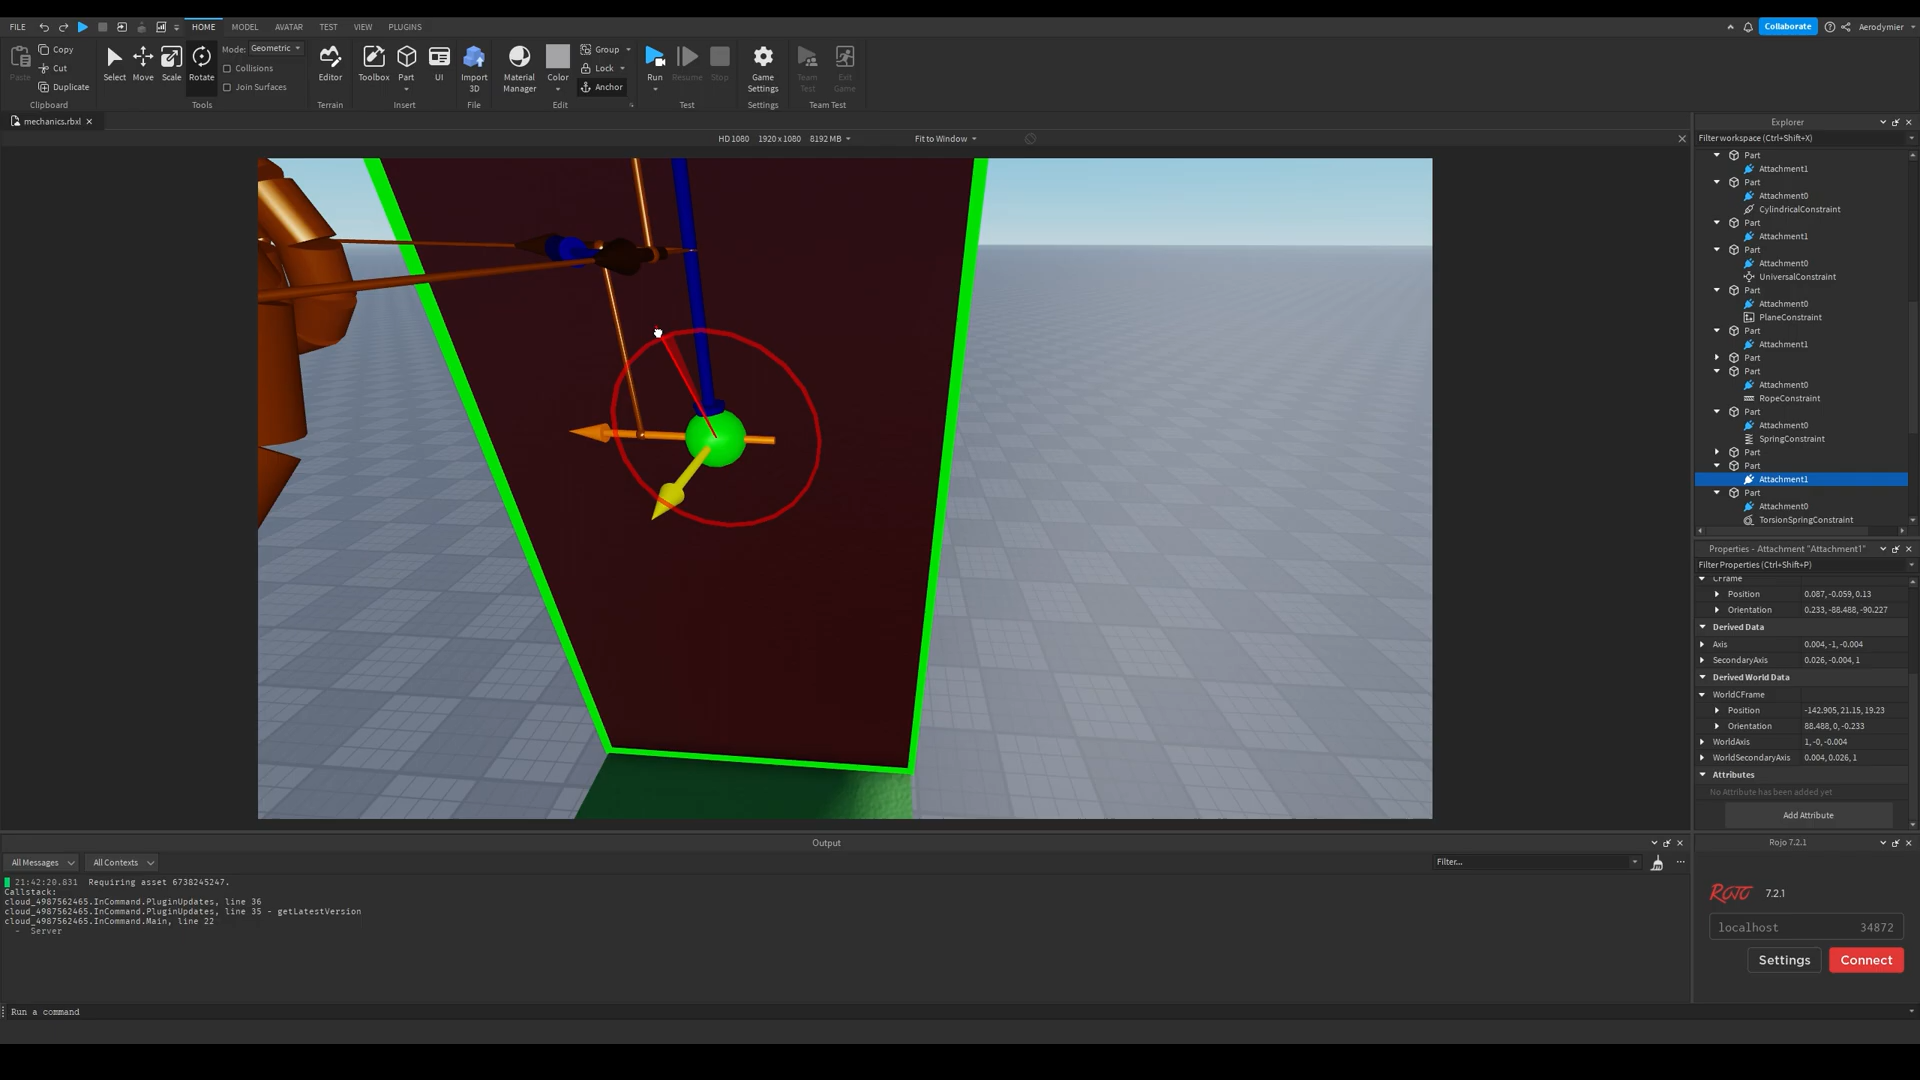 FILE HOME MODEL AVATAR TEST VIEW PLUGINS Collaborate Aerodymier
Paste Copy Cut Duplicate Clipboard
Select Move Scale Rotate Mode: Geometric Collisions Join Surfaces Tools
Editor Terrain
Toolbox Part UI Insert
Import 3D File
Material Manager Color Group Lock Anchor Edit
Run Resume Stop Test
Game Settings Settings
Team Test Exit Game Team Test
mechanics.rbxl
HD 1080 1920 x 1080 8192 MB Fit to Window
Explorer
Filter workspace (Ctrl+Shift+X)
Part
Attachment1
Part
Attachment0
CylindricalConstraint
Part
Attachment1
Part
Attachment0
UniversalConstraint
Part
Attachment0
PlaneConstraint
Part
Attachment1
Part
Part
Attachment0
RopeConstraint
Part
Attachment0
SpringConstraint
Part
Part
Attachment1
Part
Attachment0
TorsionSpringConstraint
Properties - Attachment "Attachment1"
Filter Properties (Ctrl+Shift+P)
CFrame
Position 0.087, -0.059, 0.13
Orientation 0.233, -88.488, -90.227
Derived Data
Axis 0.004, -1, -0.004
SecondaryAxis 0.026, -0.004, 1
Derived World Data
WorldCFrame
Position -142.905, 21.15, 19.23
Orientation 88.488, 0, -0.233
WorldAxis 1, -0, -0.004
WorldSecondaryAxis 0.004, 0.026, 1
Attributes
No Attribute has been added yet
Add Attribute
Output
All Messages All Contexts Filter...
21:42:20.831 Requiring asset 6738245247.
Callstack:
cloud_4987562465.InCommand.PluginUpdates, line 36
cloud_4987562465.InCommand.PluginUpdates, line 35 - getLatestVersion
cloud_4987562465.InCommand.Main, line 22
- Server
Run a command
Rojo 7.2.1
ROJO 7.2.1
localhost 34872
Settings Connect